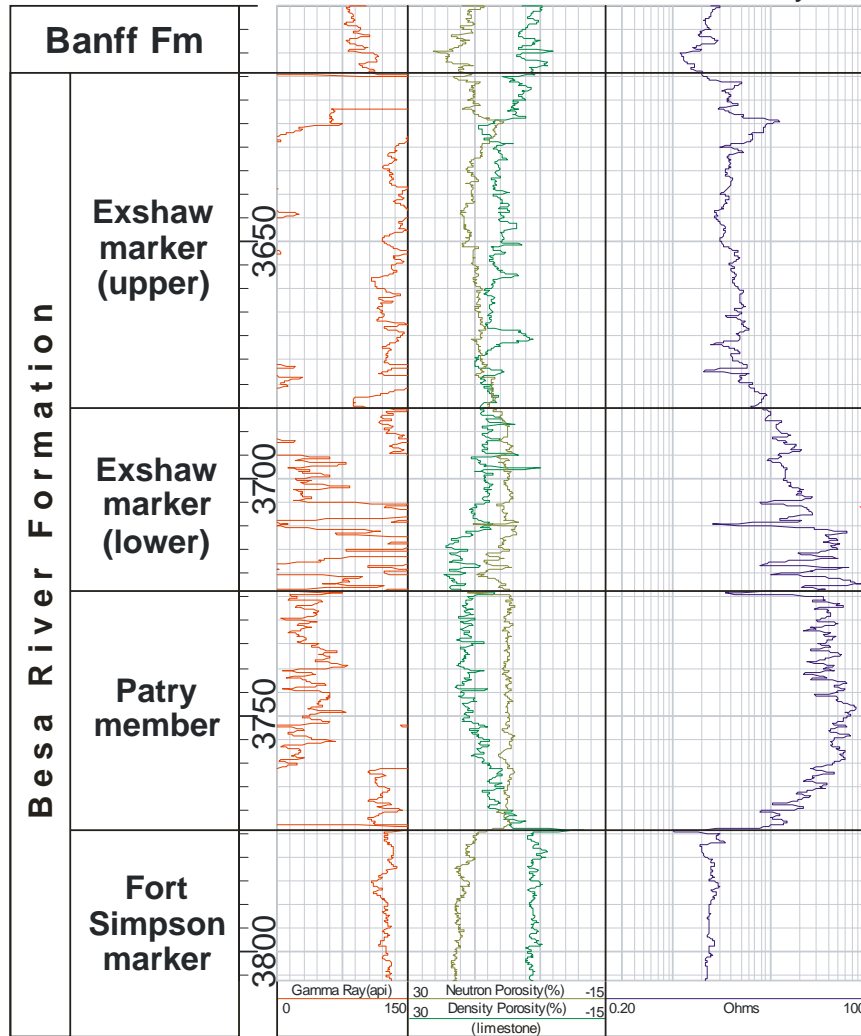 Banff Fm
Besa River Formation
Exshaw
marker
(upper)
3650
Exshaw
marker
(lower)
3700
Patry
member
3750
Fort
Simpson
marker
3800
Gamma Ray(api)
0 150
30 Neutron Porosity(%) -15
30 Density Porosity(%) -15
(limestone)
0.20 Ohms 100